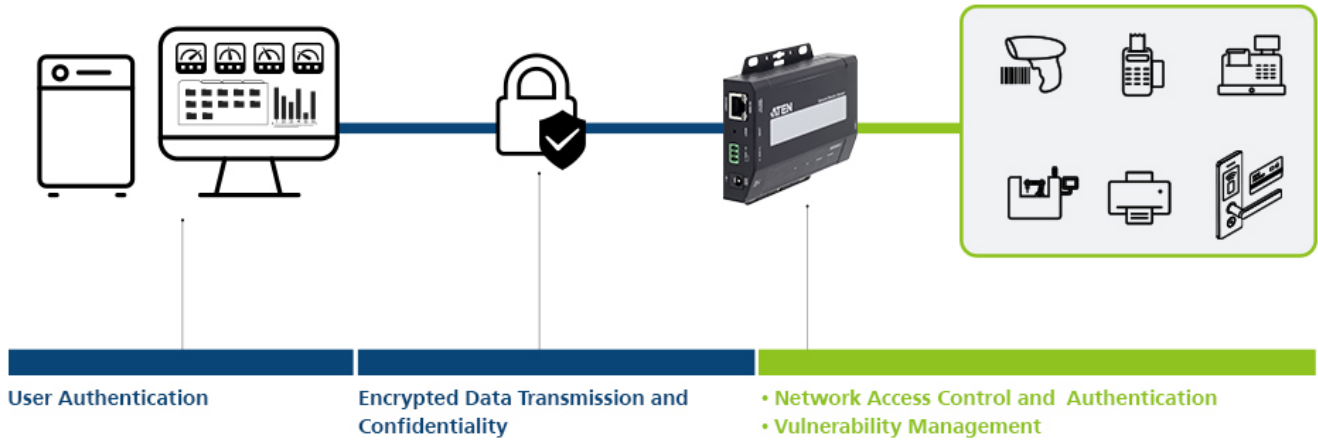 ATEN
User Authentication
Encrypted Data Transmission and
Confidentiality
• Network Access Control and Authentication
• Vulnerability Management